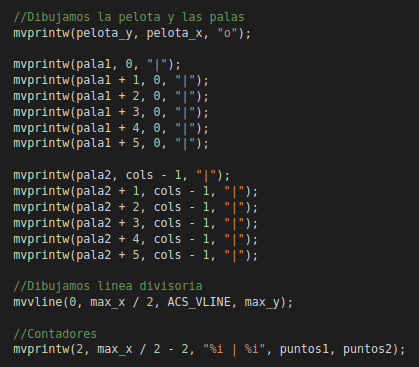 //Dibujamos la pelota y las palas
mvprintw(pelota_y, pelota_x, "o");

mvprintw(pala1, 0, "|");
mvprintw(pala1 + 1, 0, "|");
mvprintw(pala1 + 2, 0, "|");
mvprintw(pala1 + 3, 0, "|");
mvprintw(pala1 + 4, 0, "|");
mvprintw(pala1 + 5, 0, "|");

mvprintw(pala2, cols - 1, "|");
mvprintw(pala2 + 1, cols - 1, "|");
mvprintw(pala2 + 2, cols - 1, "|");
mvprintw(pala2 + 3, cols - 1, "|");
mvprintw(pala2 + 4, cols - 1, "|");
mvprintw(pala2 + 5, cols - 1, "|");

//Dibujamos linea divisoria
mvvline(0, max_x / 2, ACS_VLINE, max_y);

//Contadores
mvprintw(2, max_x / 2 - 2, "%i | %i", puntos1, puntos2);